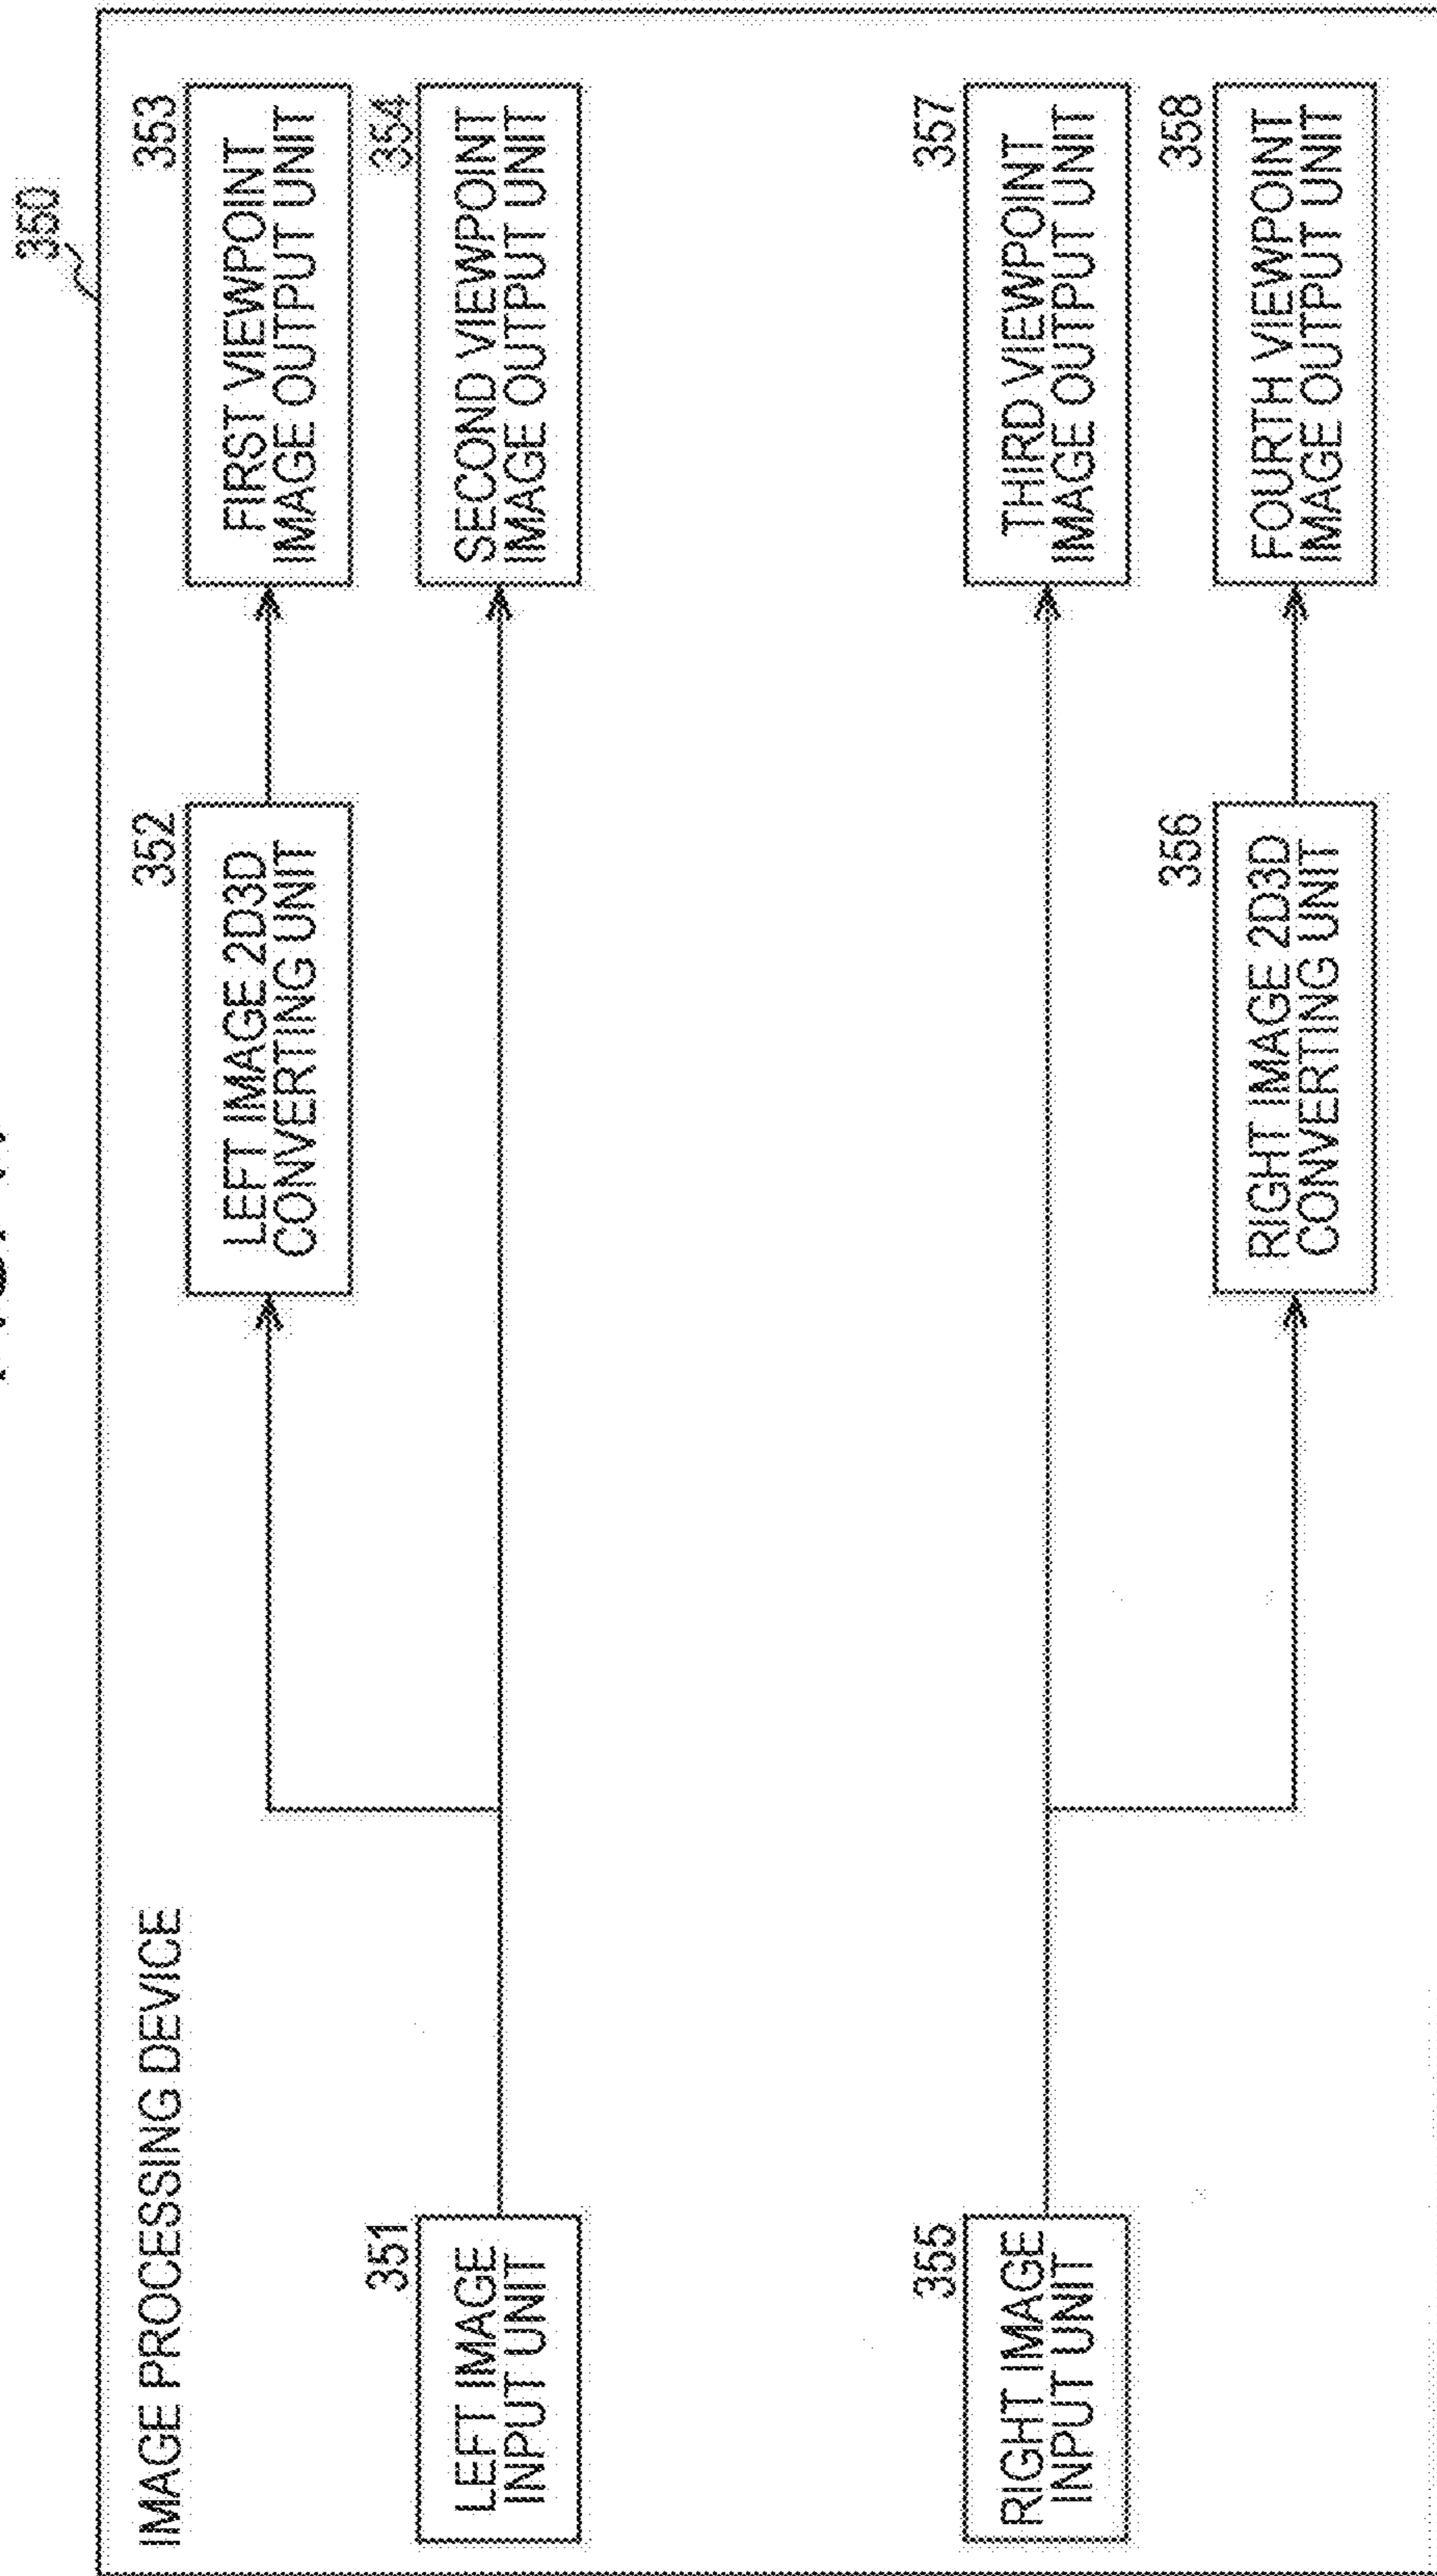 350
IMAGE PROCESSING DEVICE
352
LEFT IMAGE 2D3D
CONVERTING UNIT
353
FIRST VIEWPOINT
IMAGE OUTPUT UNIT
351
LEFT IMAGE
INPUT UNIT
354
SECOND VIEWPOINT
IMAGE OUTPUT UNIT
355
RIGHT IMAGE
INPUT UNIT
357
THIRD VIEWPOINT
IMAGE OUTPUT UNIT
356
RIGHT IMAGE 2D3D
CONVERTING UNIT
358
FOURTH VIEWPOINT
IMAGE OUTPUT UNIT